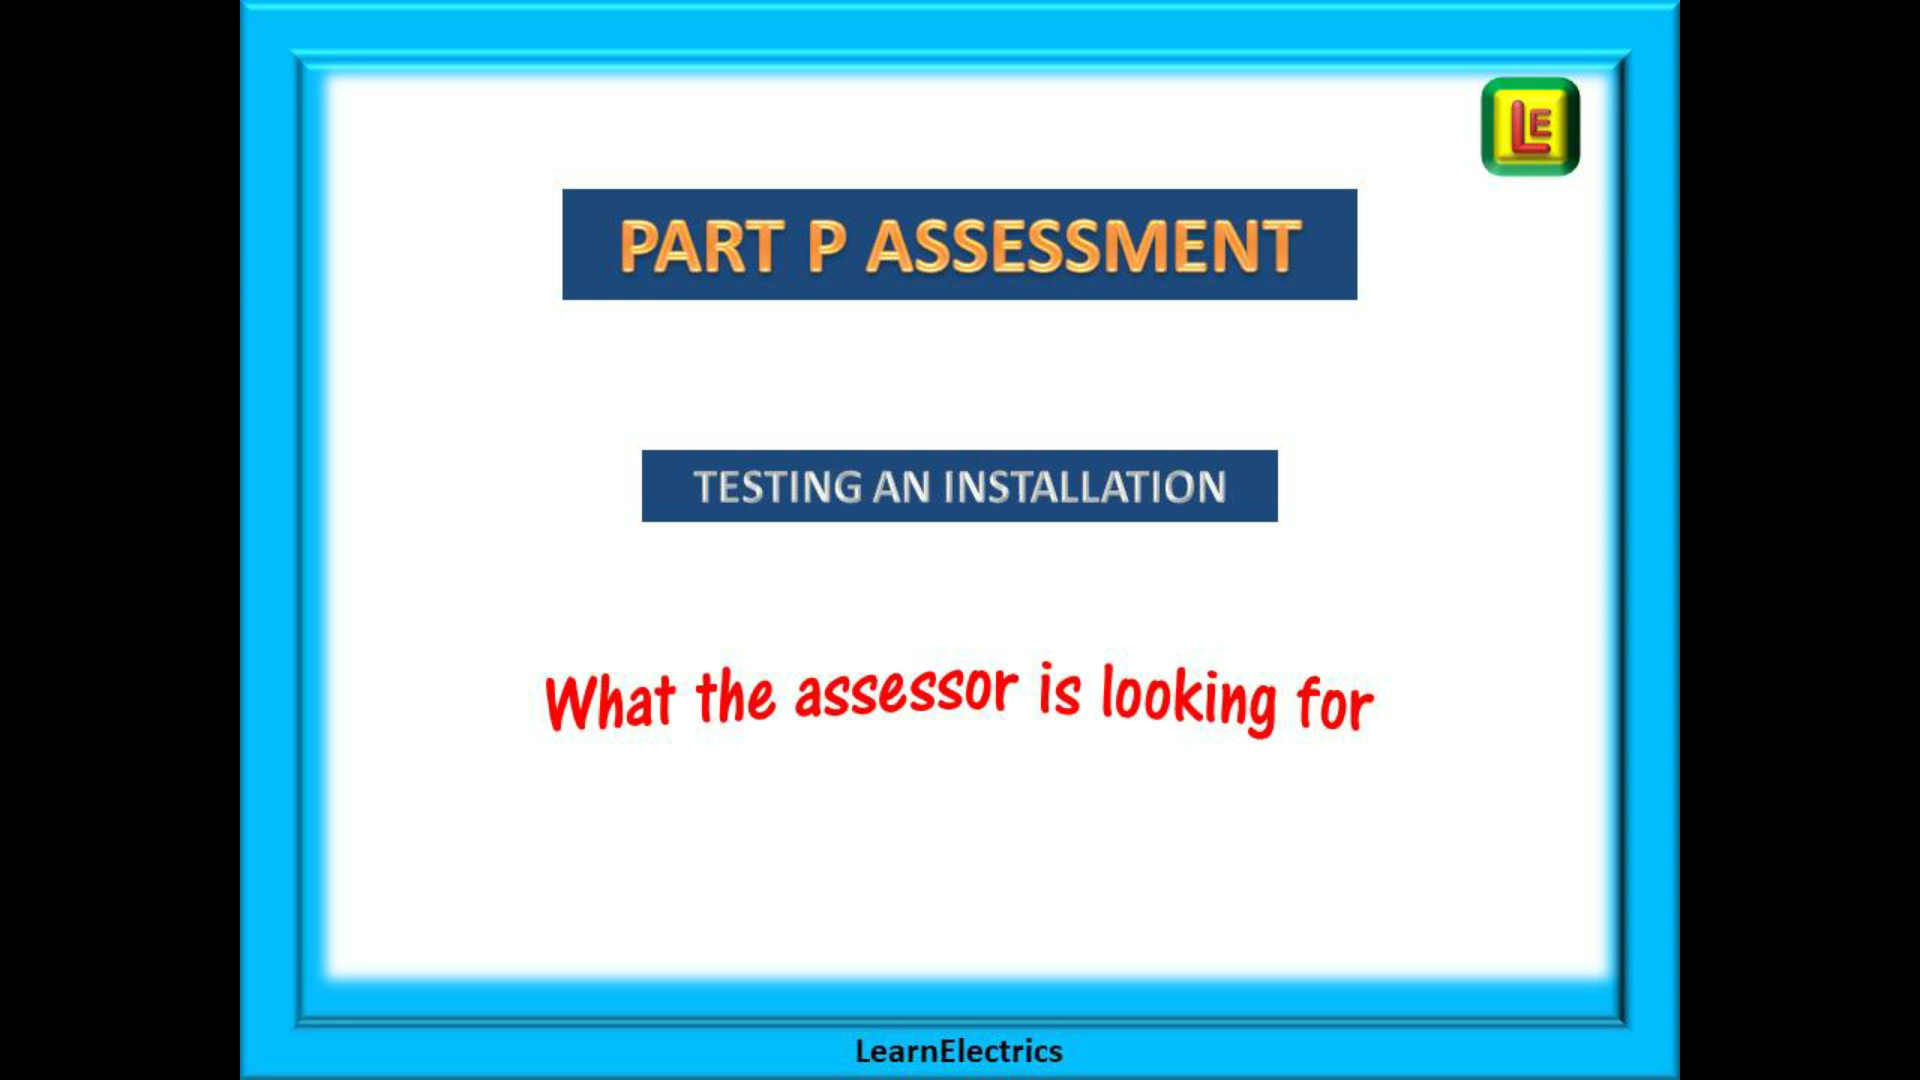 LE
PART P ASSESSMENT
TESTING AN INSTALLATION
What the assessor is looking for
LearnElectrics